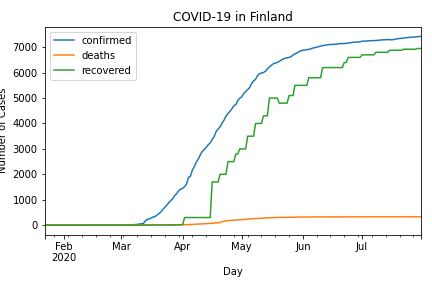 COVID-19 in Finland
confirmed
deaths
recovered
Number of Cases
7000
6000
5000
4000
3000
2000
1000
0
Feb Mar Apr May Jun Jul
2020
Day